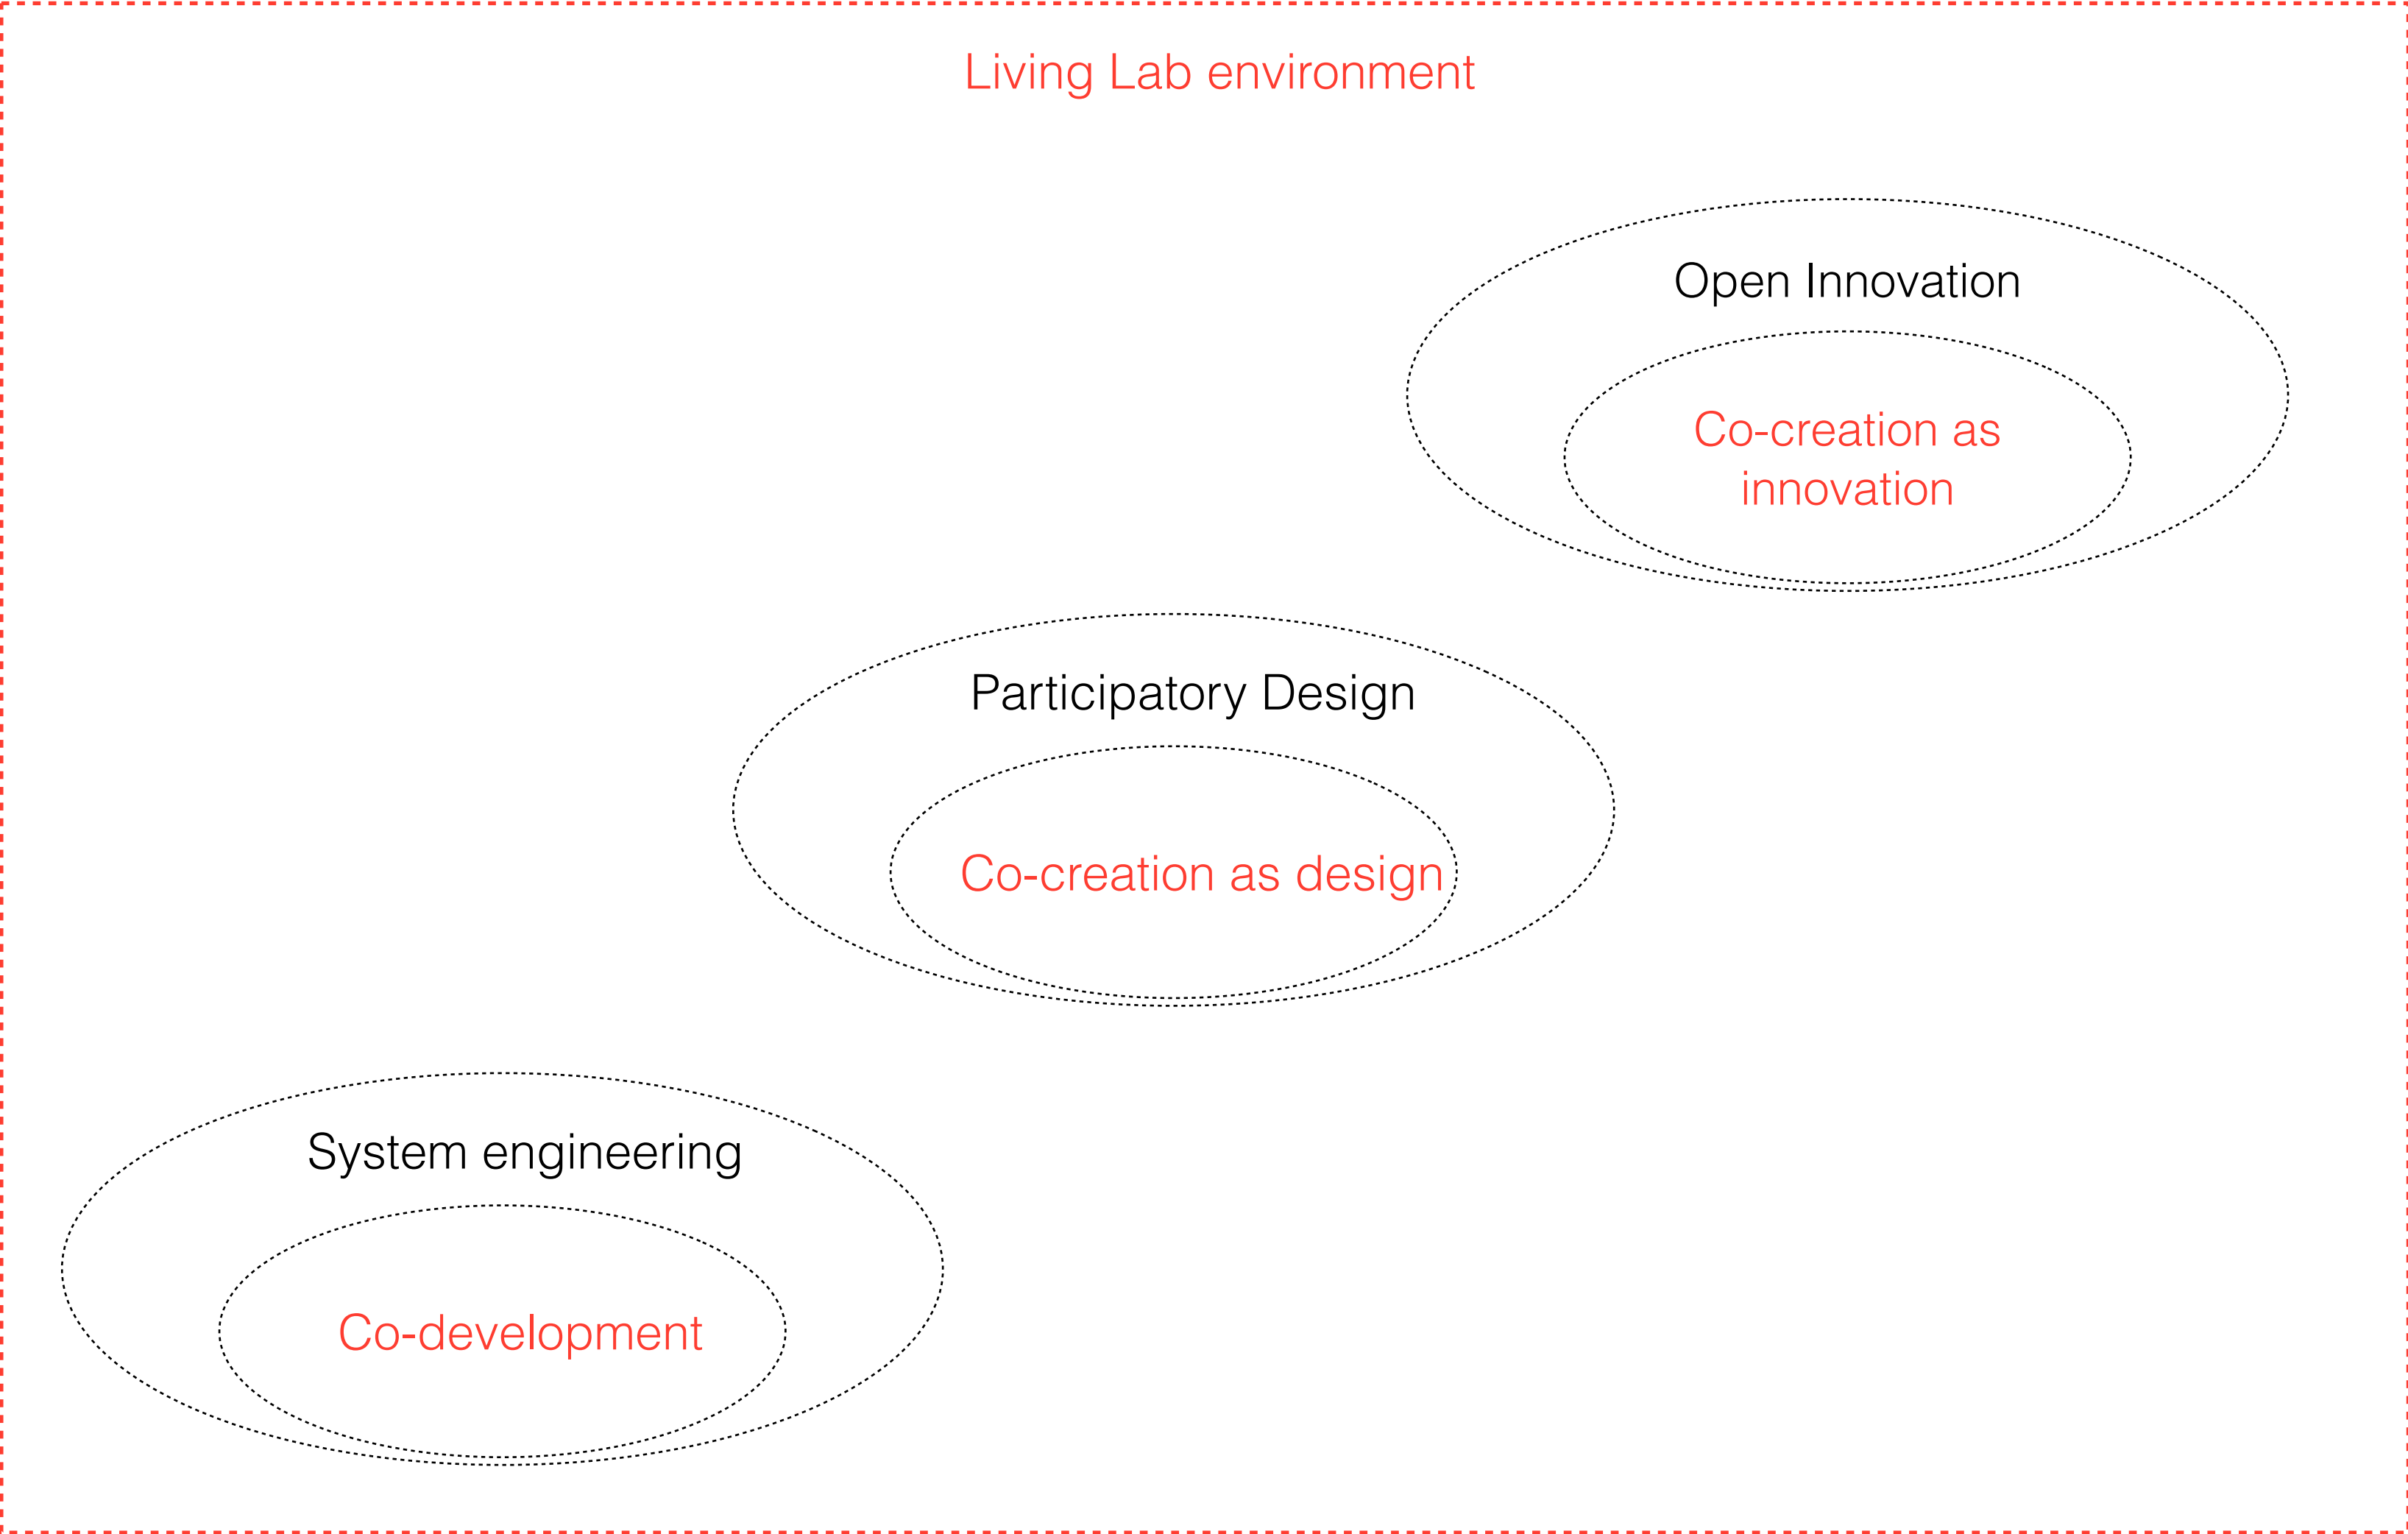 Living Lab environment
Open Innovation
Co-creation as
innovation
Participatory Design
Co-creation as design
System engineering
Co-development